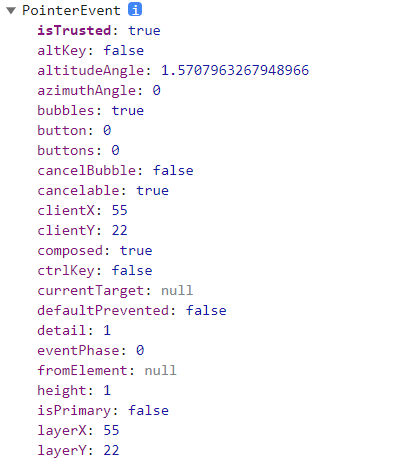 PointerEvent i
isTrusted: true
altKey: false
altitudeAngle: 1.5707963267948966
azimuthAngle: 0
bubbles: true
button: 0
buttons: 0
cancelBubble: false
cancelable: true
clientX: 55
clientY: 22
composed: true
ctrlKey: false
currentTarget: null
defaultPrevented: false
detail: 1
eventPhase: 0
fromElement: null
height: 1
isPrimary: false
layerX: 55
layerY: 22